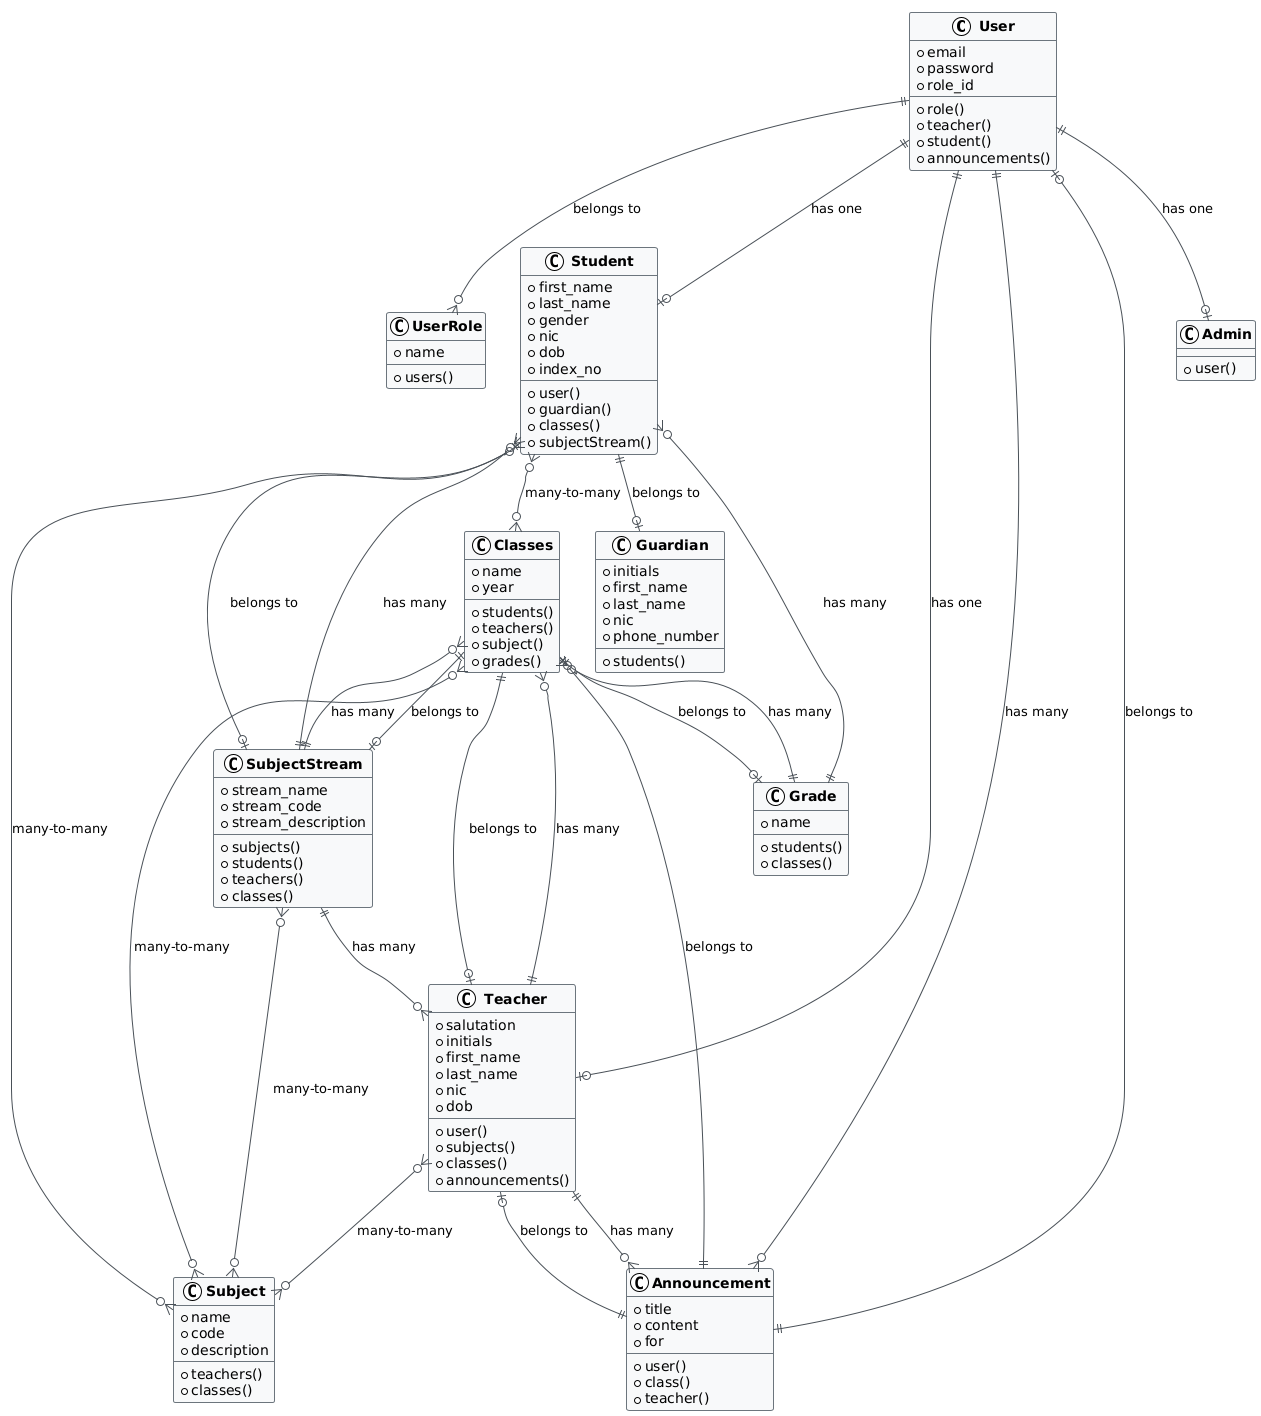 C User
email
password
role_id
role()
teacher()
student()
announcements()
belongs to
has one
has one
C Student
first_name
last_name
gender
nic
dob
index_no
user()
guardian()
classes()
subjectStream()
C UserRole
name
users()
C Admin
user()
many-to-many
belongs to
C Classes
name
year
students()
teachers()
subject()
grades()
C Guardian
initials
first_name
last_name
nic
phone_number
students()
belongs to
has many
has many
has one
has many
belongs to
belongs to
has many
has many
belongs to
C SubjectStream
stream_name
stream_code
stream_description
subjects()
students()
teachers()
classes()
C Grade
name
students()
classes()
many-to-many
belongs to
has many
many-to-many
has many
belongs to
C Teacher
salutation
initials
first_name
last_name
nic
dob
user()
subjects()
classes()
announcements()
many-to-many
many-to-many
belongs to
has many
C Subject
name
code
description
teachers()
classes()
C Announcement
title
content
for
user()
class()
teacher()